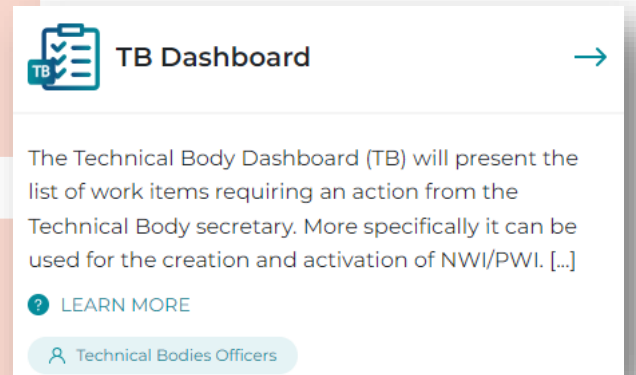 TB
TB Dashboard
The Technical Body Dashboard (TB) will present the
list of work items requiring an action from the
Technical Body secretary. More specifically it can be
used for the creation and activation of NWI/PWI. [...]
? LEARN MORE
Technical Bodies Officers